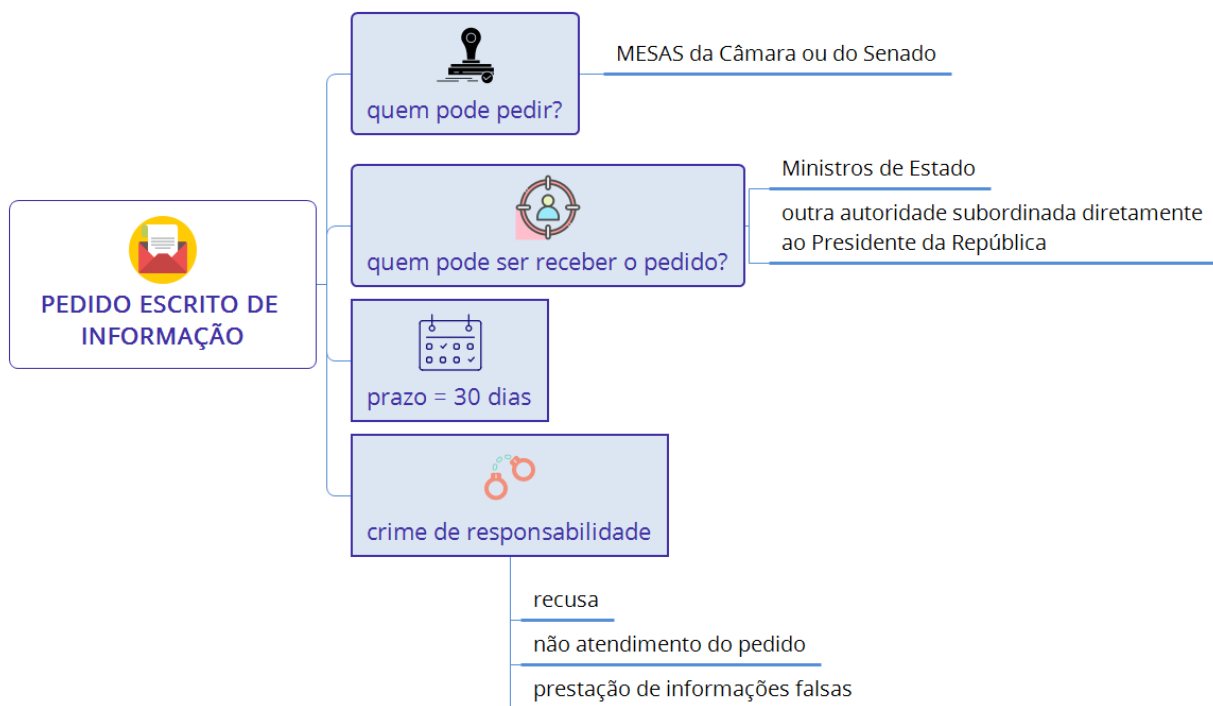 PEDIDO ESCRITO DE
INFORMAÇÃO
quem pode pedir?
MESAS da Câmara ou do Senado
quem pode ser receber o pedido?
Ministros de Estado
outra autoridade subordinada diretamente
ao Presidente da República
prazo = 30 dias
crime de responsabilidade
recusa
não atendimento do pedido
prestação de informações falsas